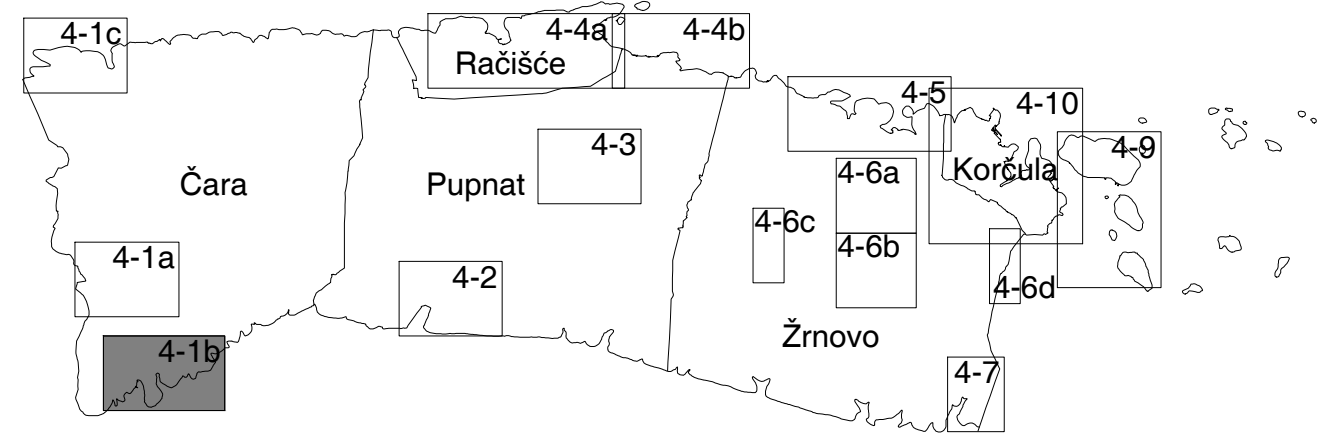 4-1c
4-4a
4-4b
Račišće
4-5
4-10
4-3
4-9
Čara
Pupnat
4-6a
Korčula
4-6c
4-6b
4-1a
4-2
4-6d
Žrnovo
4-1b
4-7